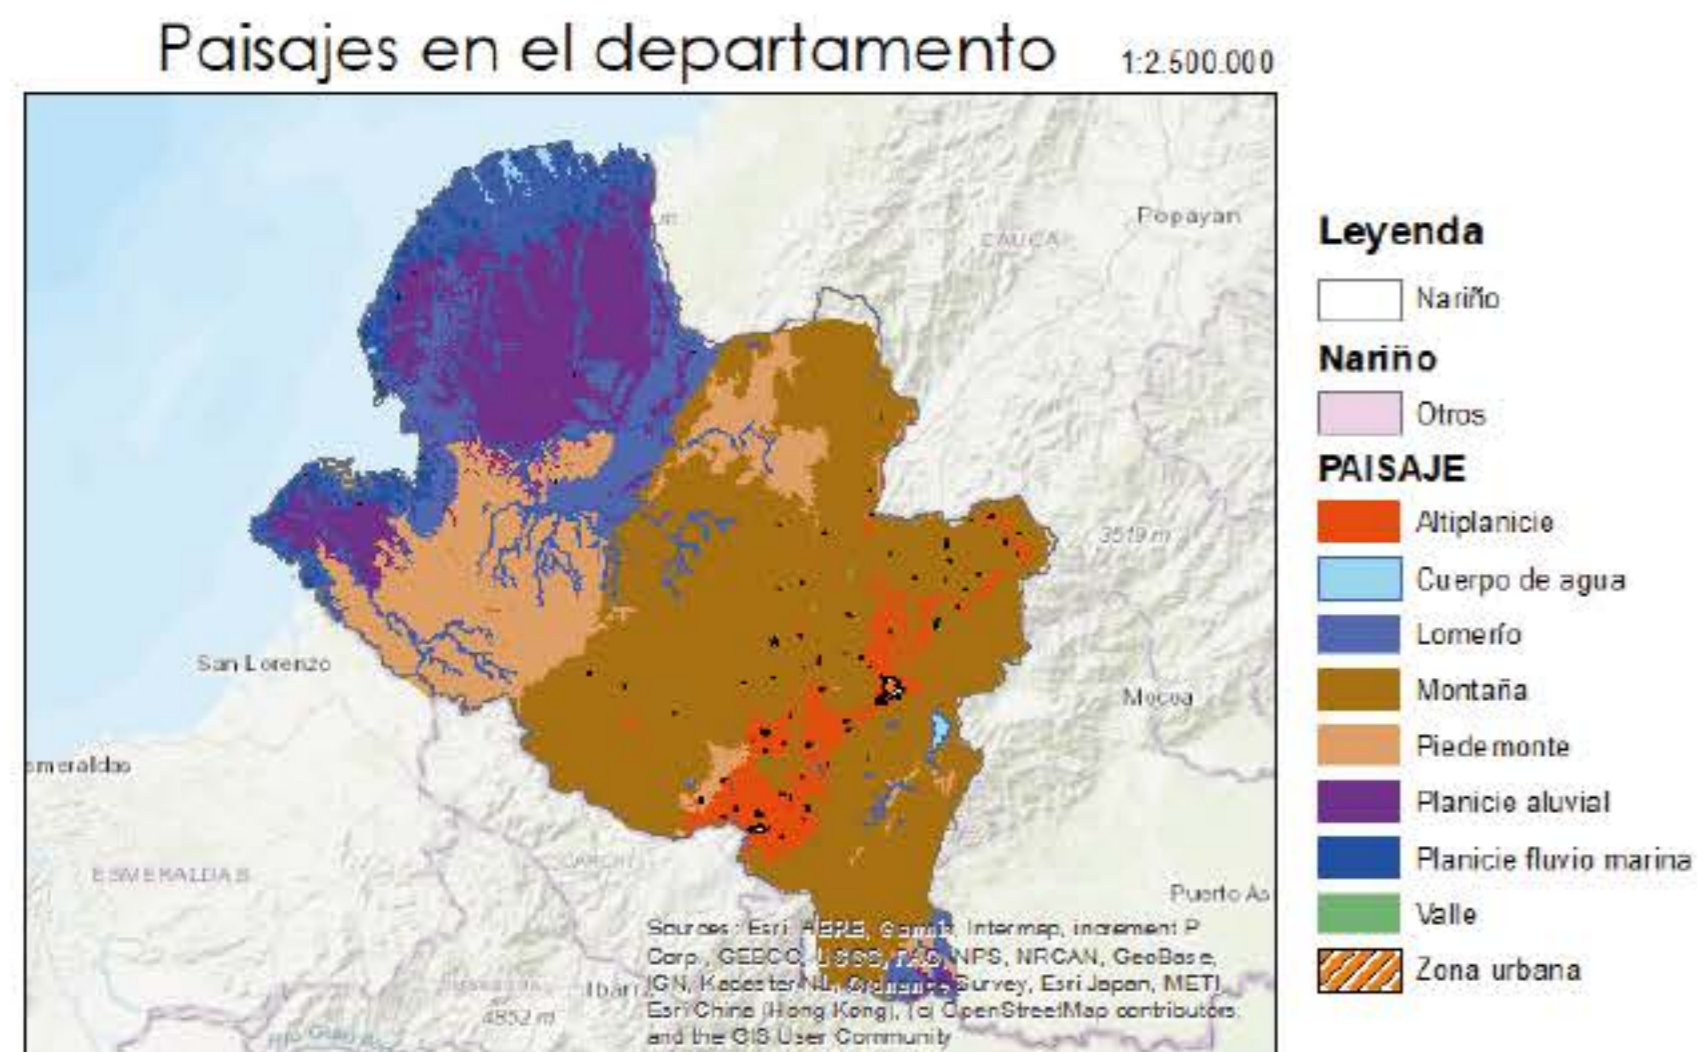 Paisajes en el departamento
1:2.500.000
Popayan
CAUCA
3519 m
San Lorenzo
Mocoa
smeraldas
ESMERALDAS
CARCHI
Puerto As
Ibarr
4852 m
Sources: Esri, HERE, Garmin, Intermap, increment P
Corp., GEBCO, USGS, FAO, NPS, NRCAN, GeoBase,
IGN, Kadaster NL, Ordnance Survey, Esri Japan, METI,
Esri China (Hong Kong), (c) OpenStreetMap contributors,
and the GIS User Community
Leyenda
Nariño
Nariño
Otros
PAISAJE
Altiplanicie
Cuerpo de agua
Lomerío
Montaña
Piedemonte
Planicie aluvial
Planicie fluvio marina
Valle
Zona urbana